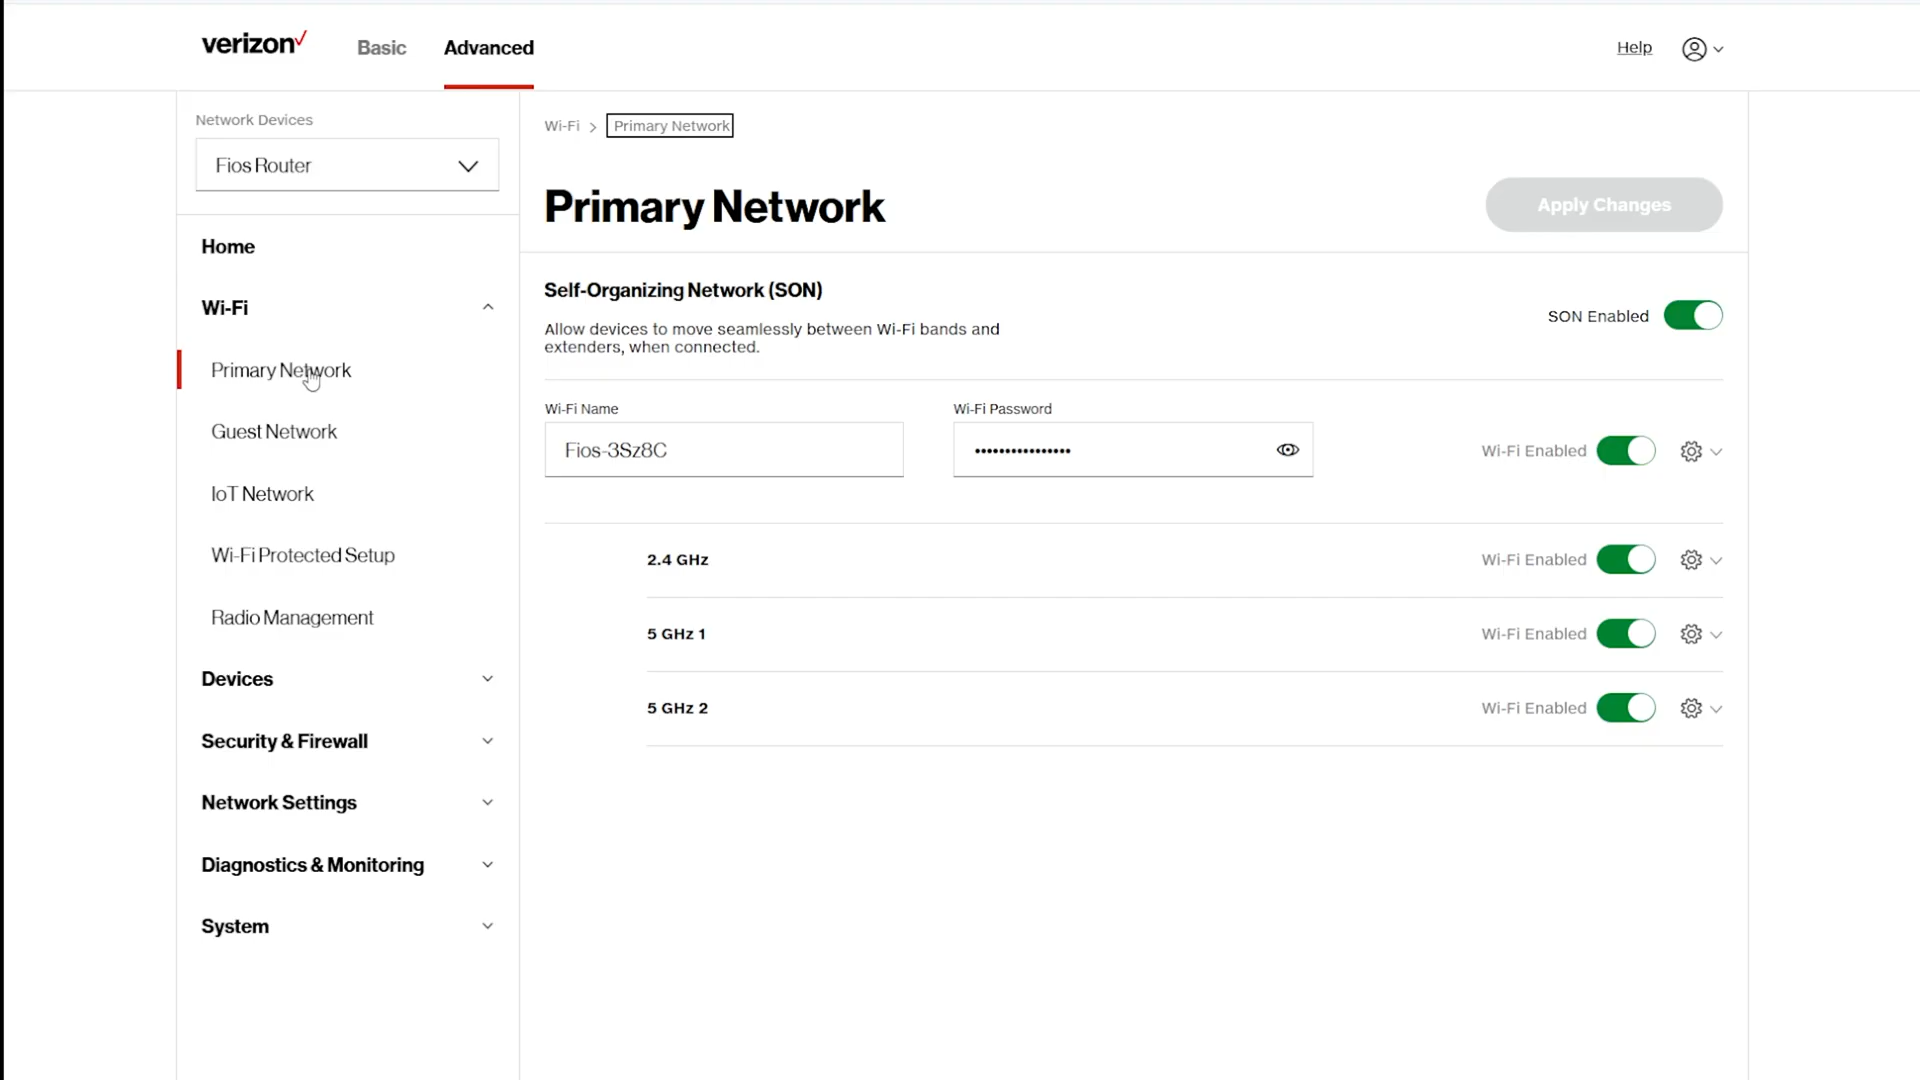 verizon
Basic
Advanced
Help
Network Devices
Fios Router
Home
Wi-Fi
Primary Network
Guest Network
IoT Network
Wi-Fi Protected Setup
Radio Management
Devices
Security & Firewall
Network Settings
Diagnostics & Monitoring
System
Wi-Fi > Primary Network
Primary Network
Apply Changes
Self-Organizing Network (SON)
Allow devices to move seamlessly between Wi-Fi bands and
extenders, when connected.
SON Enabled
Wi-Fi Name
Fios-3Sz8C
Wi-Fi Password
••••••••••••••••
Wi-Fi Enabled
2.4 GHz
Wi-Fi Enabled
5 GHz 1
Wi-Fi Enabled
5 GHz 2
Wi-Fi Enabled